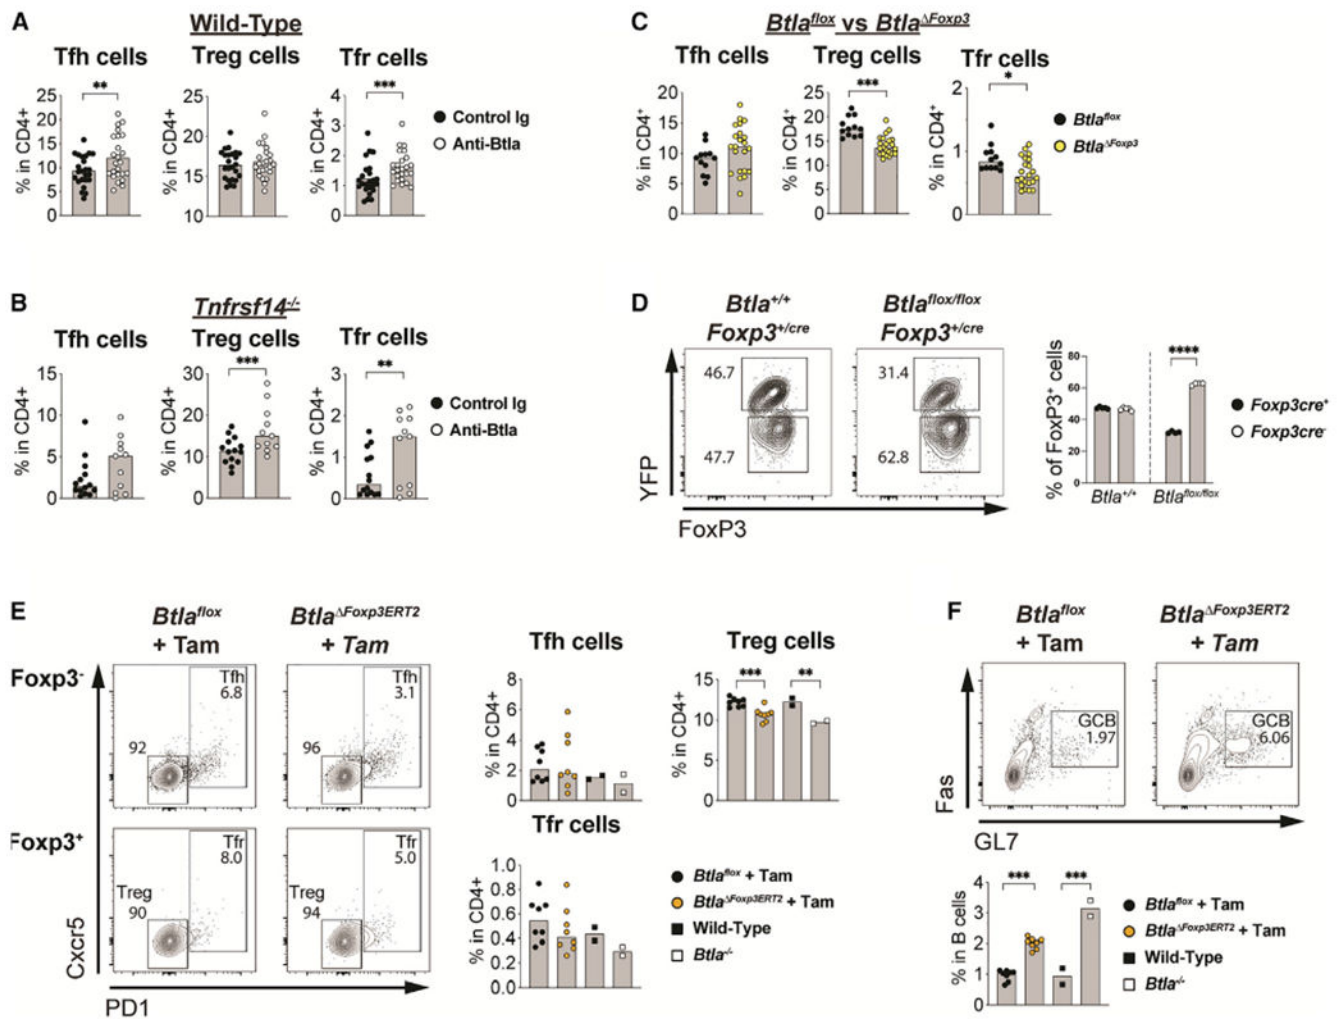 A
Wild-Type
Tfh cells
Treg cells
Tfr cells
**
***
% in CD4+
25
20
15
10
5
0
% in CD4+
25
20
15
10
% in CD4+
4
3
2
1
0
Control Ig
Anti-Btla
B
Tnfrsf14-/-
Tfh cells
Treg cells
Tfr cells
***
**
% in CD4+
15
10
5
0
% in CD4+
30
20
10
0
% in CD4+
3
2
1
0
Control Ig
Anti-Btla
C
Btlaflox vs BtlaΔFoxp3
Tfh cells
Treg cells
Tfr cells
***
*
% in CD4+
20
15
10
5
0
% in CD4+
25
20
15
10
5
0
% in CD4+
2
1
0
Btlaflox
BtlaΔFoxp3
D
Btla+/+
Foxp3+/cre
Btlaflox/flox
Foxp3+/cre
46.7
47.7
31.4
62.8
YFP
FoxP3
% of FoxP3+ cells
80
60
40
20
0
****
Btla+/+
Btlaflox/flox
Foxp3cre+
Foxp3cre-
E
Btlaflox
+ Tam
BtlaΔFoxp3ERT2
+ Tam
Foxp3-
Tfh
6.8
92
Tfh
3.1
96
Foxp3+
Tfr
8.0
Treg
90
Tfr
5.0
Treg
94
Cxcr5
PD1
Tfh cells
% in CD4+
8
6
4
2
0
Treg cells
% in CD4+
15
10
5
0
***
**
Tfr cells
% in CD4+
1.0
0.8
0.6
0.4
0.2
0.0
Btlaflox + Tam
BtlaΔFoxp3ERT2 + Tam
Wild-Type
Btla-/-
F
Btlaflox
+ Tam
BtlaΔFoxp3ERT2
+ Tam
GCB
1.97
GCB
6.06
Fas
GL7
% in B cells
4
3
2
1
0
***
***
Btlaflox + Tam
BtlaΔFoxp3ERT2 + Tam
Wild-Type
Btla-/-